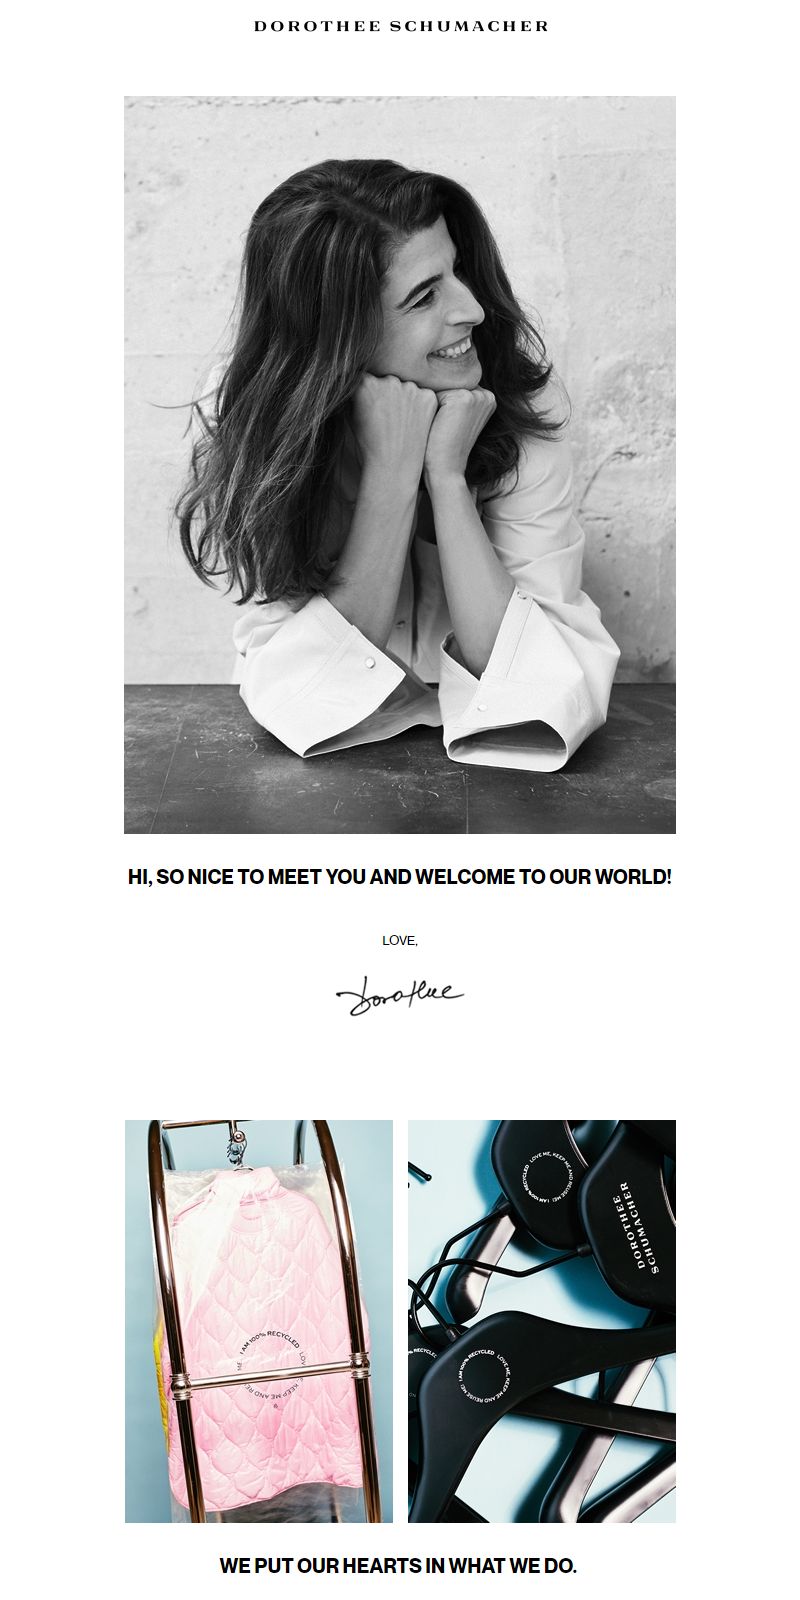 DOROTHEE SCHUMACHER
HI, SO NICE TO MEET YOU AND WELCOME TO OUR WORLD!
LOVE,
Dorothee
I AM 100% RECYCLED LOVE ME, KEEP ME AND REUSE ME!
LOVE ME, KEEP ME AND REUSE ME! I AM 100% RECYCLED
DOROTHEE
SCHUMACHER
I AM 100% RECYCLED LOVE ME, KEEP ME AND REUSE ME!
RECYCLED
WE PUT OUR HEARTS IN WHAT WE DO.